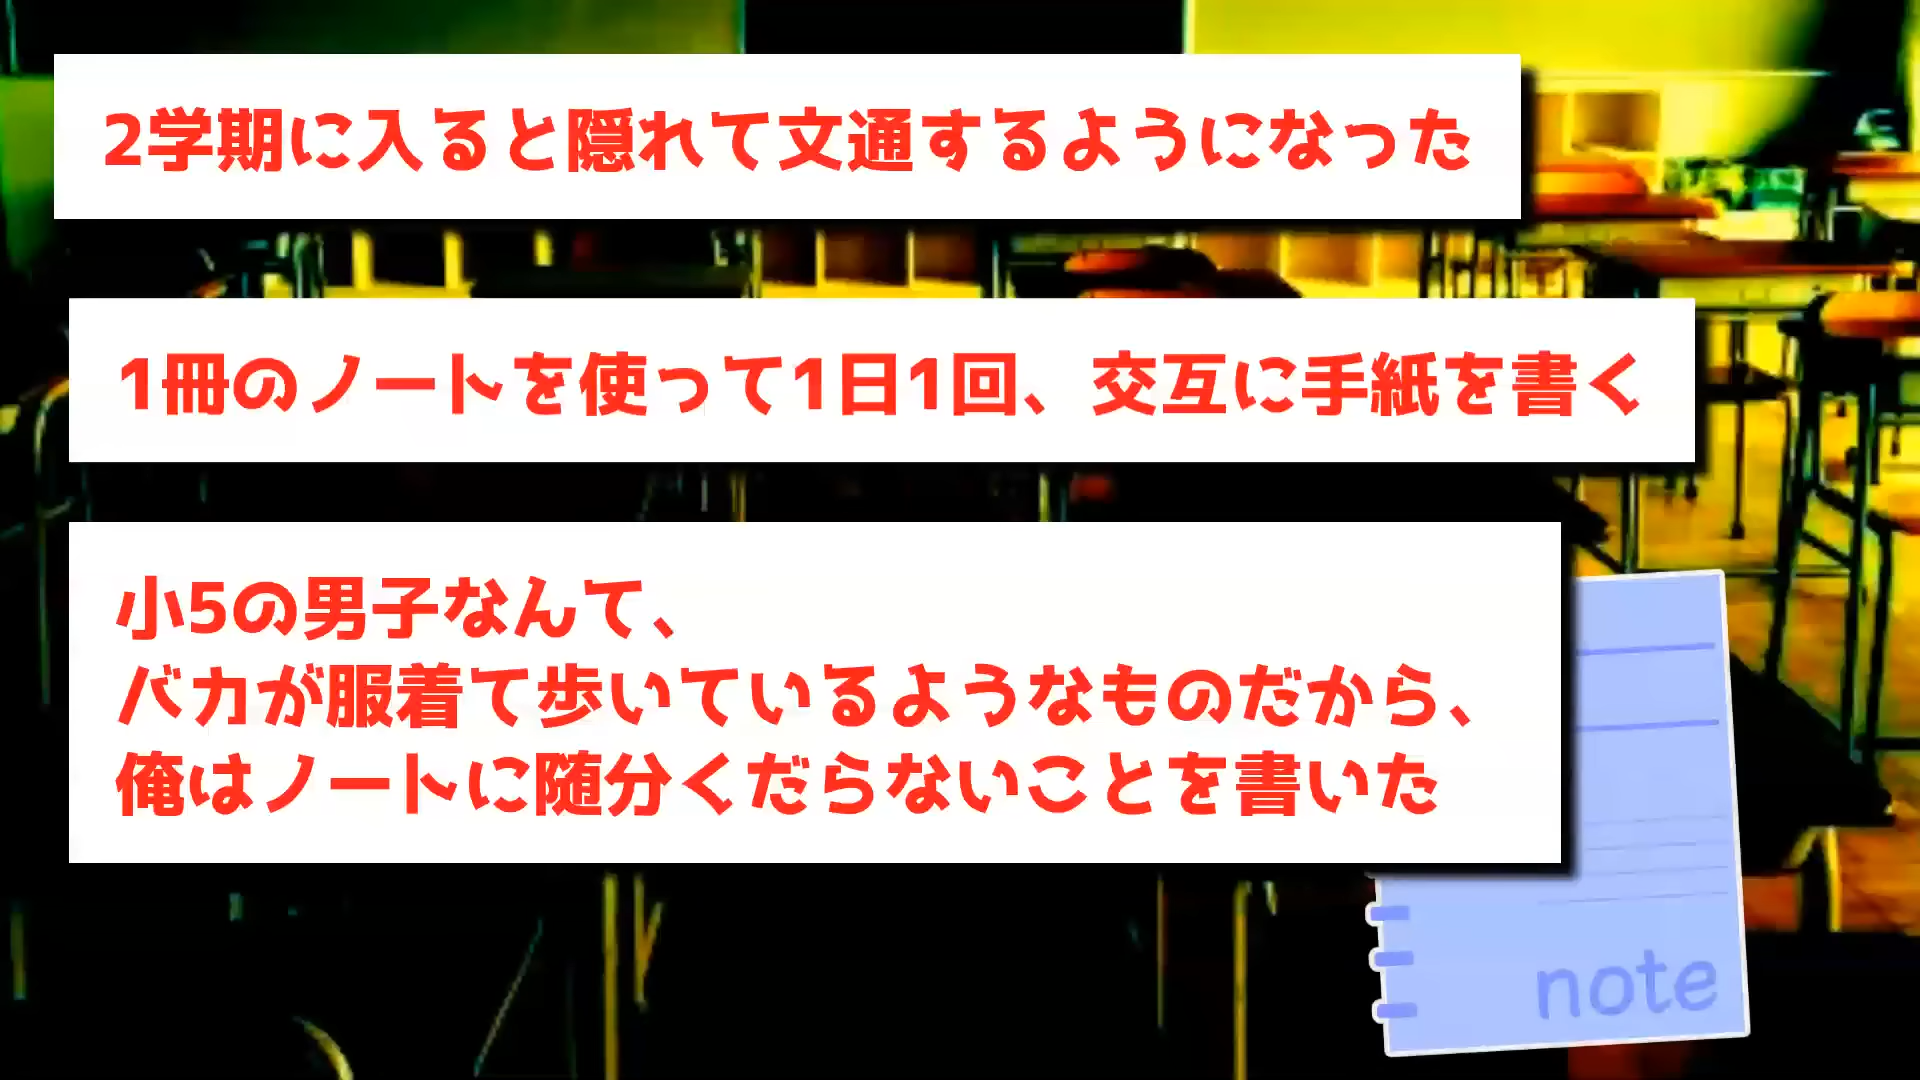 2学期に入ると隠れて文通するようになった
1冊のノートを使って1日1回、交互に手紙を書く
小5の男子なんて、
バカが服着て歩いているようなものだから、
俺はノートに随分くだらないことを書いた
note